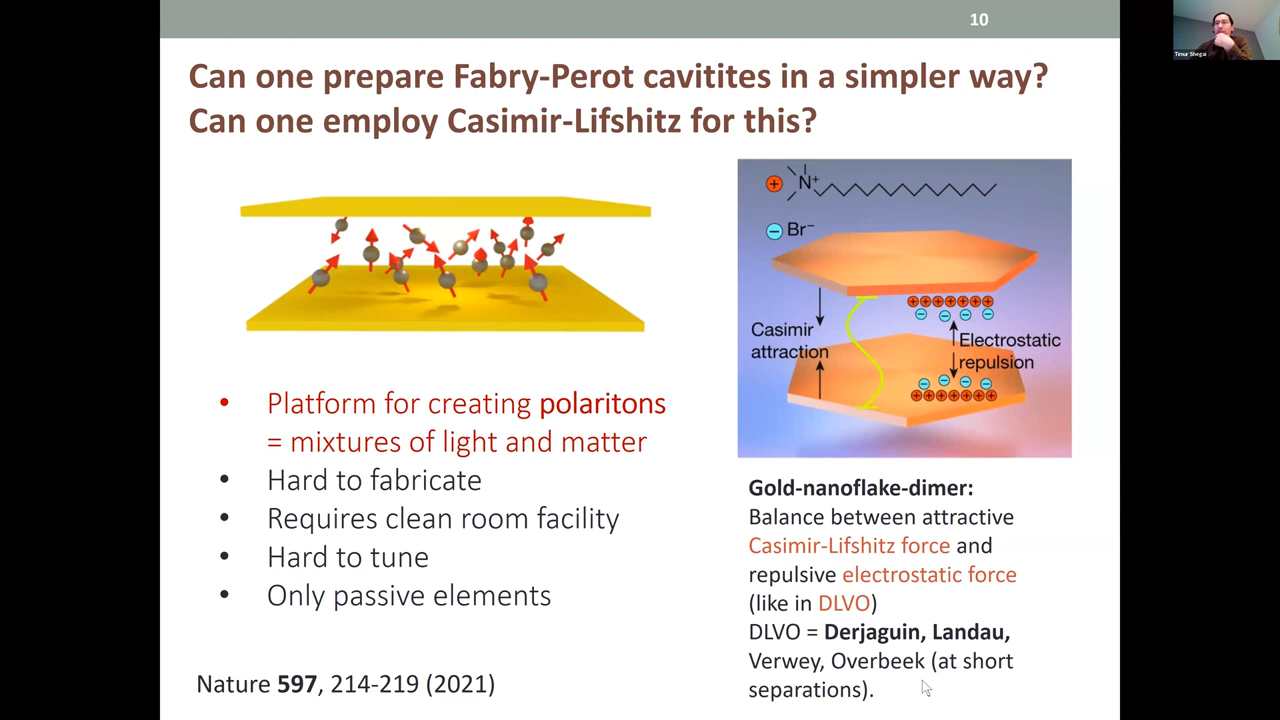 10
Timur Shegai
Can one prepare Fabry-Perot cavitites in a simpler way?
Can one employ Casimir-Lifshitz for this?
N+
Br−
Casimir
attraction
Electrostatic
repulsion
• Platform for creating polaritons
= mixtures of light and matter
• Hard to fabricate
• Requires clean room facility
• Hard to tune
• Only passive elements
Gold-nanoflake-dimer:
Balance between attractive
Casimir-Lifshitz force and
repulsive electrostatic force
(like in DLVO)
DLVO = Derjaguin, Landau,
Verwey, Overbeek (at short
separations).
Nature 597, 214-219 (2021)